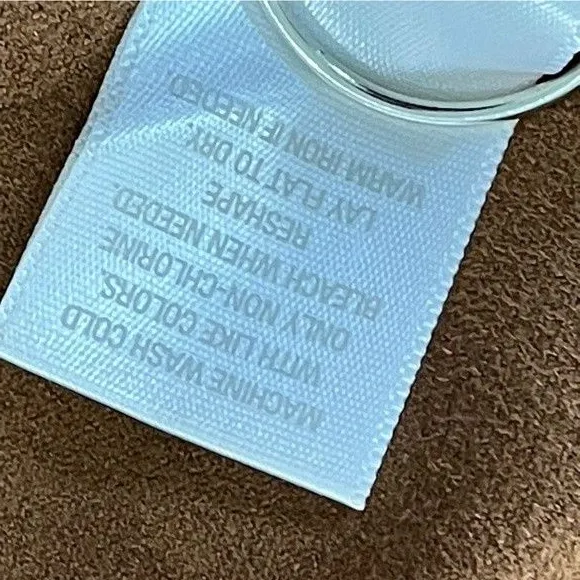 MACHINE WASH COLD
WITH LIKE COLORS.
ONLY NON-CHLORINE
BLEACH WHEN NEEDED.
RESHAPE
LAY FLAT TO DRY.
WARM IRON IF NEEDED